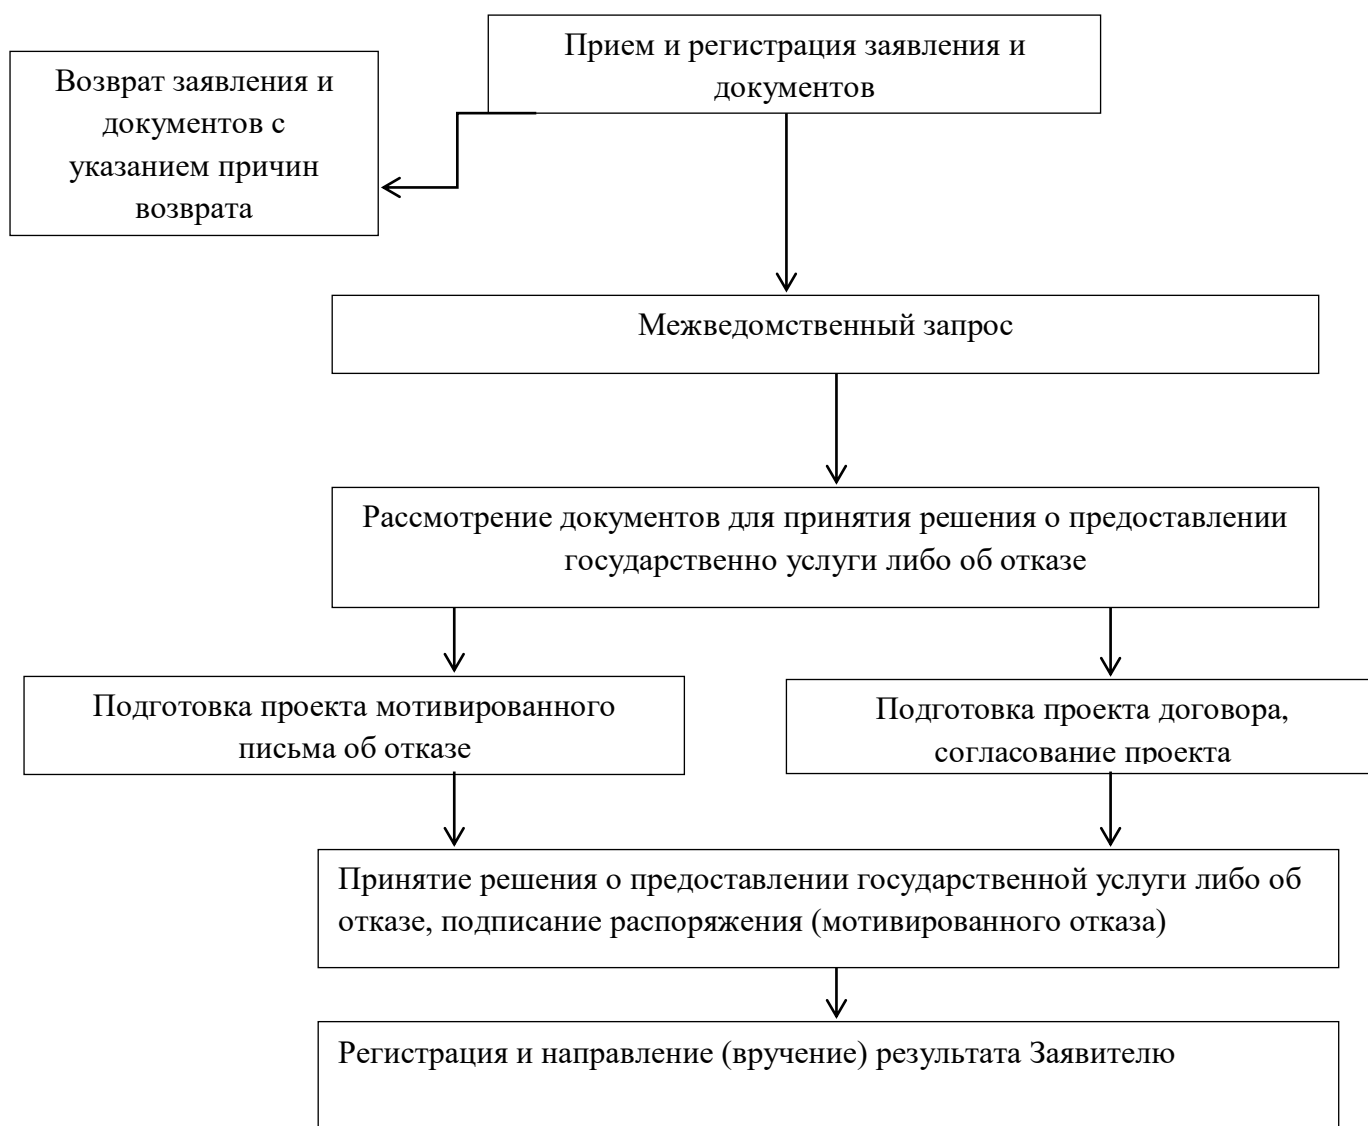 Прием и регистрация заявления и
документов
Возврат заявления и
документов с
указанием причин
возврата
Межведомственный запрос
Рассмотрение документов для принятия решения о предоставлении
государственно услуги либо об отказе
Подготовка проекта мотивированного
письма об отказе
Подготовка проекта договора,
согласование проекта
Принятие решения о предоставлении государственной услуги либо об
отказе, подписание распоряжения (мотивированного отказа)
Регистрация и направление (вручение) результата Заявителю